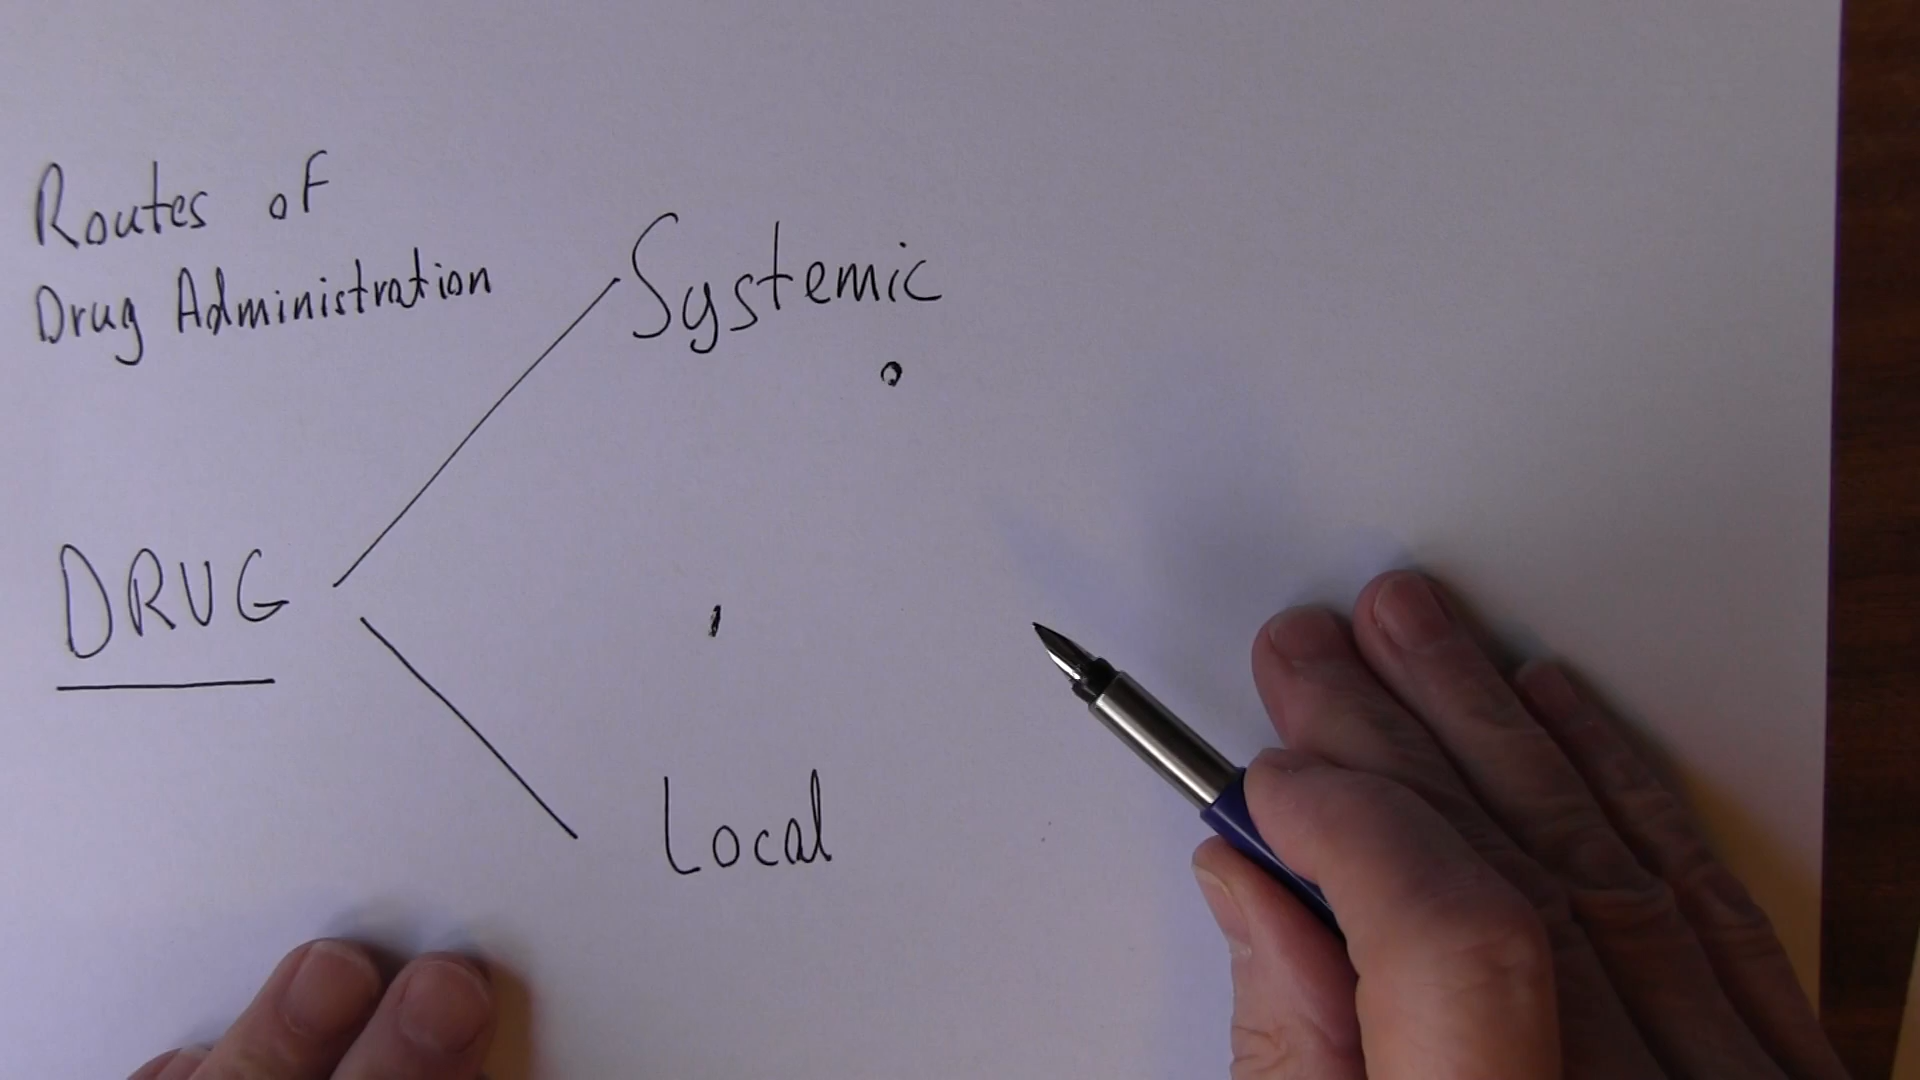 Routes of
Drug Administration
Systemic
DRUG
Local